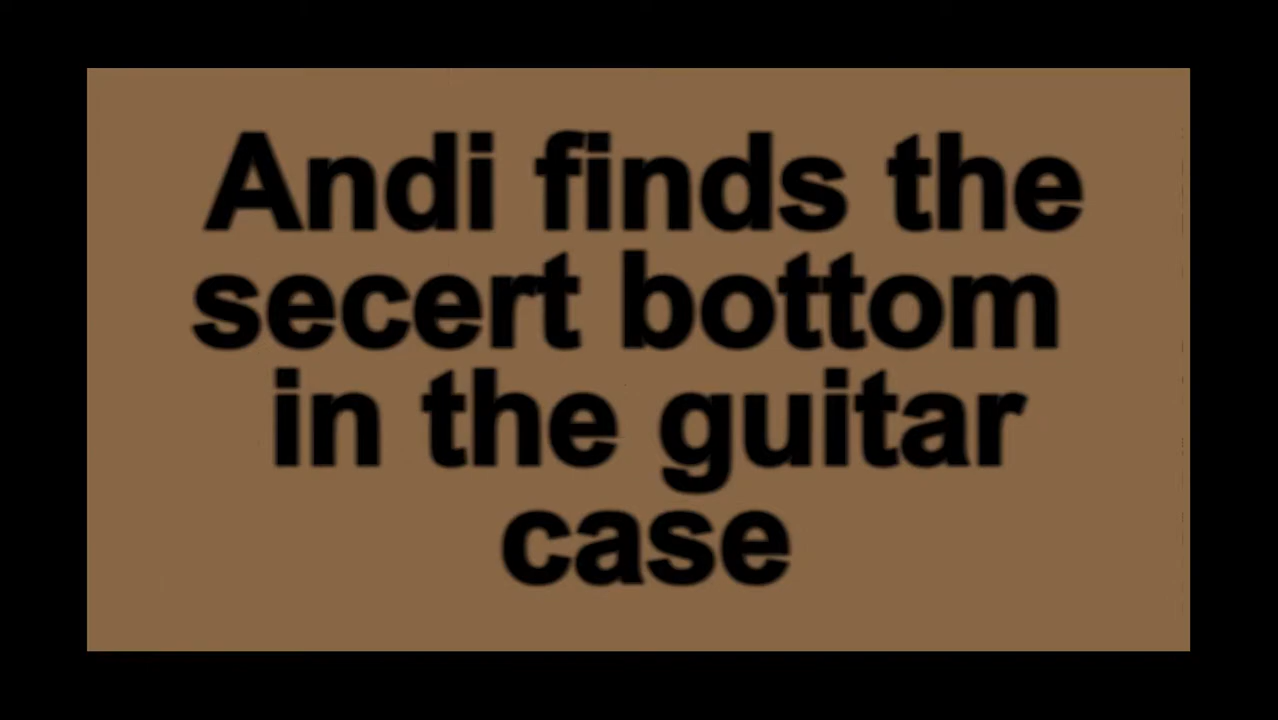 Andi finds the
secert bottom
in the guitar
case